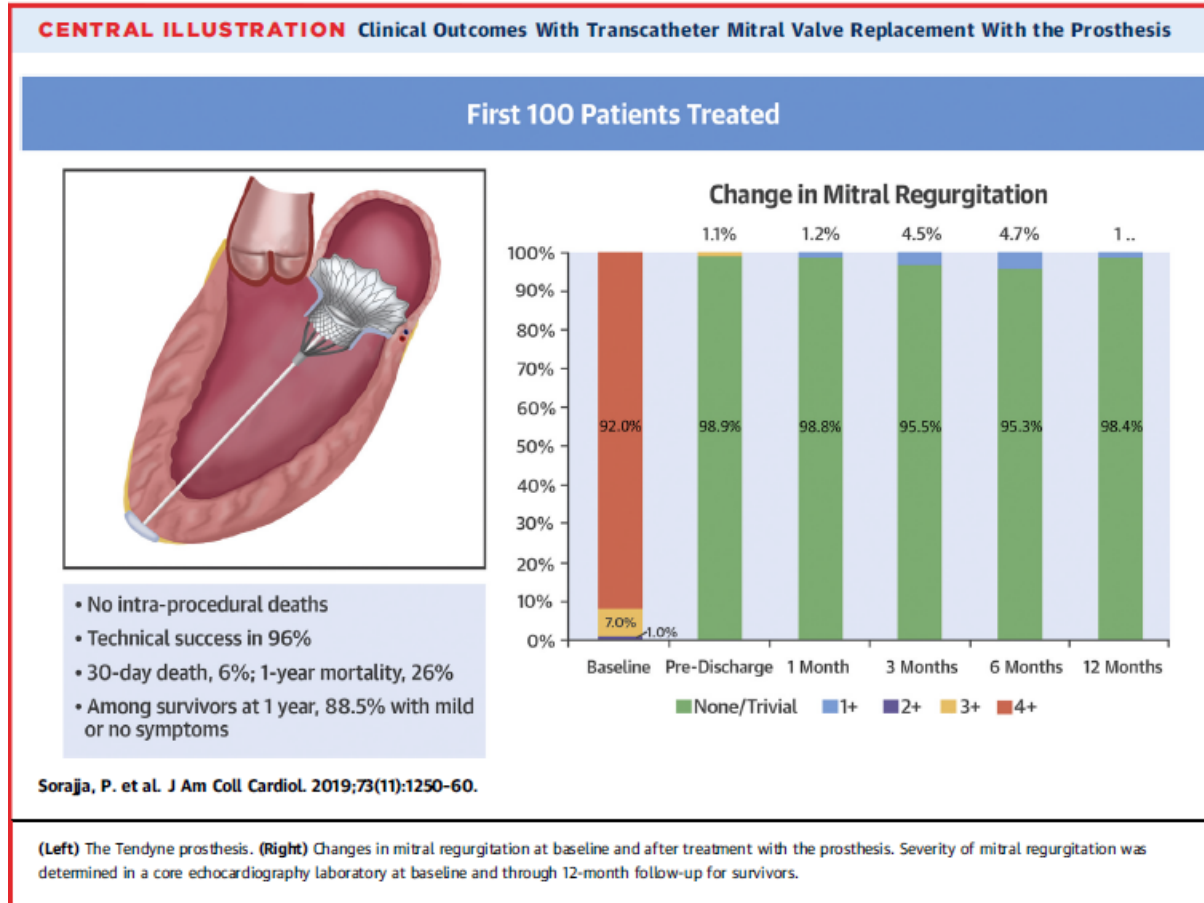 CENTRAL ILLUSTRATION Clinical Outcomes With Transcatheter Mitral Valve Replacement With the Prosthesis
First 100 Patients Treated
• No intra-procedural deaths
• Technical success in 96%
• 30-day death, 6%; 1-year mortality, 26%
• Among survivors at 1 year, 88.5% with mild
or no symptoms
Change in Mitral Regurgitation
1.1% 1.2% 4.5% 4.7% 1 ..
100%
90%
80%
70%
60%
50%
40%
30%
20%
10%
0%
92.0% 98.9% 98.8% 95.5% 95.3% 98.4%
7.0%
1.0%
Baseline Pre-Discharge 1 Month 3 Months 6 Months 12 Months
None/Trivial 1+ 2+ 3+ 4+
Sorajja, P. et al. J Am Coll Cardiol. 2019;73(11):1250-60.
(Left) The Tendyne prosthesis. (Right) Changes in mitral regurgitation at baseline and after treatment with the prosthesis. Severity of mitral regurgitation was
determined in a core echocardiography laboratory at baseline and through 12-month follow-up for survivors.